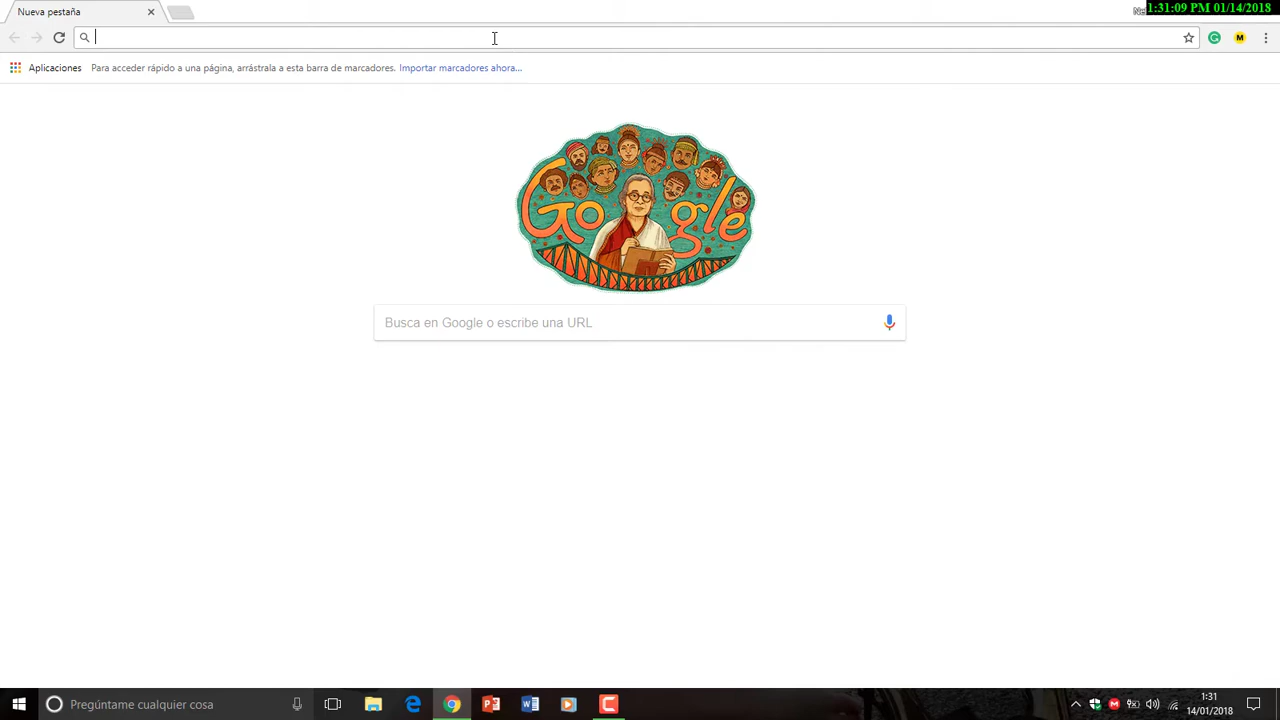 Nueva pestaña
1:31:09 PM 01/14/2018
Aplicaciones Para acceder rápido a una página, arrástrala a esta barra de marcadores. Importar marcadores ahora...
Google
Busca en Google o escribe una URL
Pregúntame cualquier cosa
1:31
14/01/2018